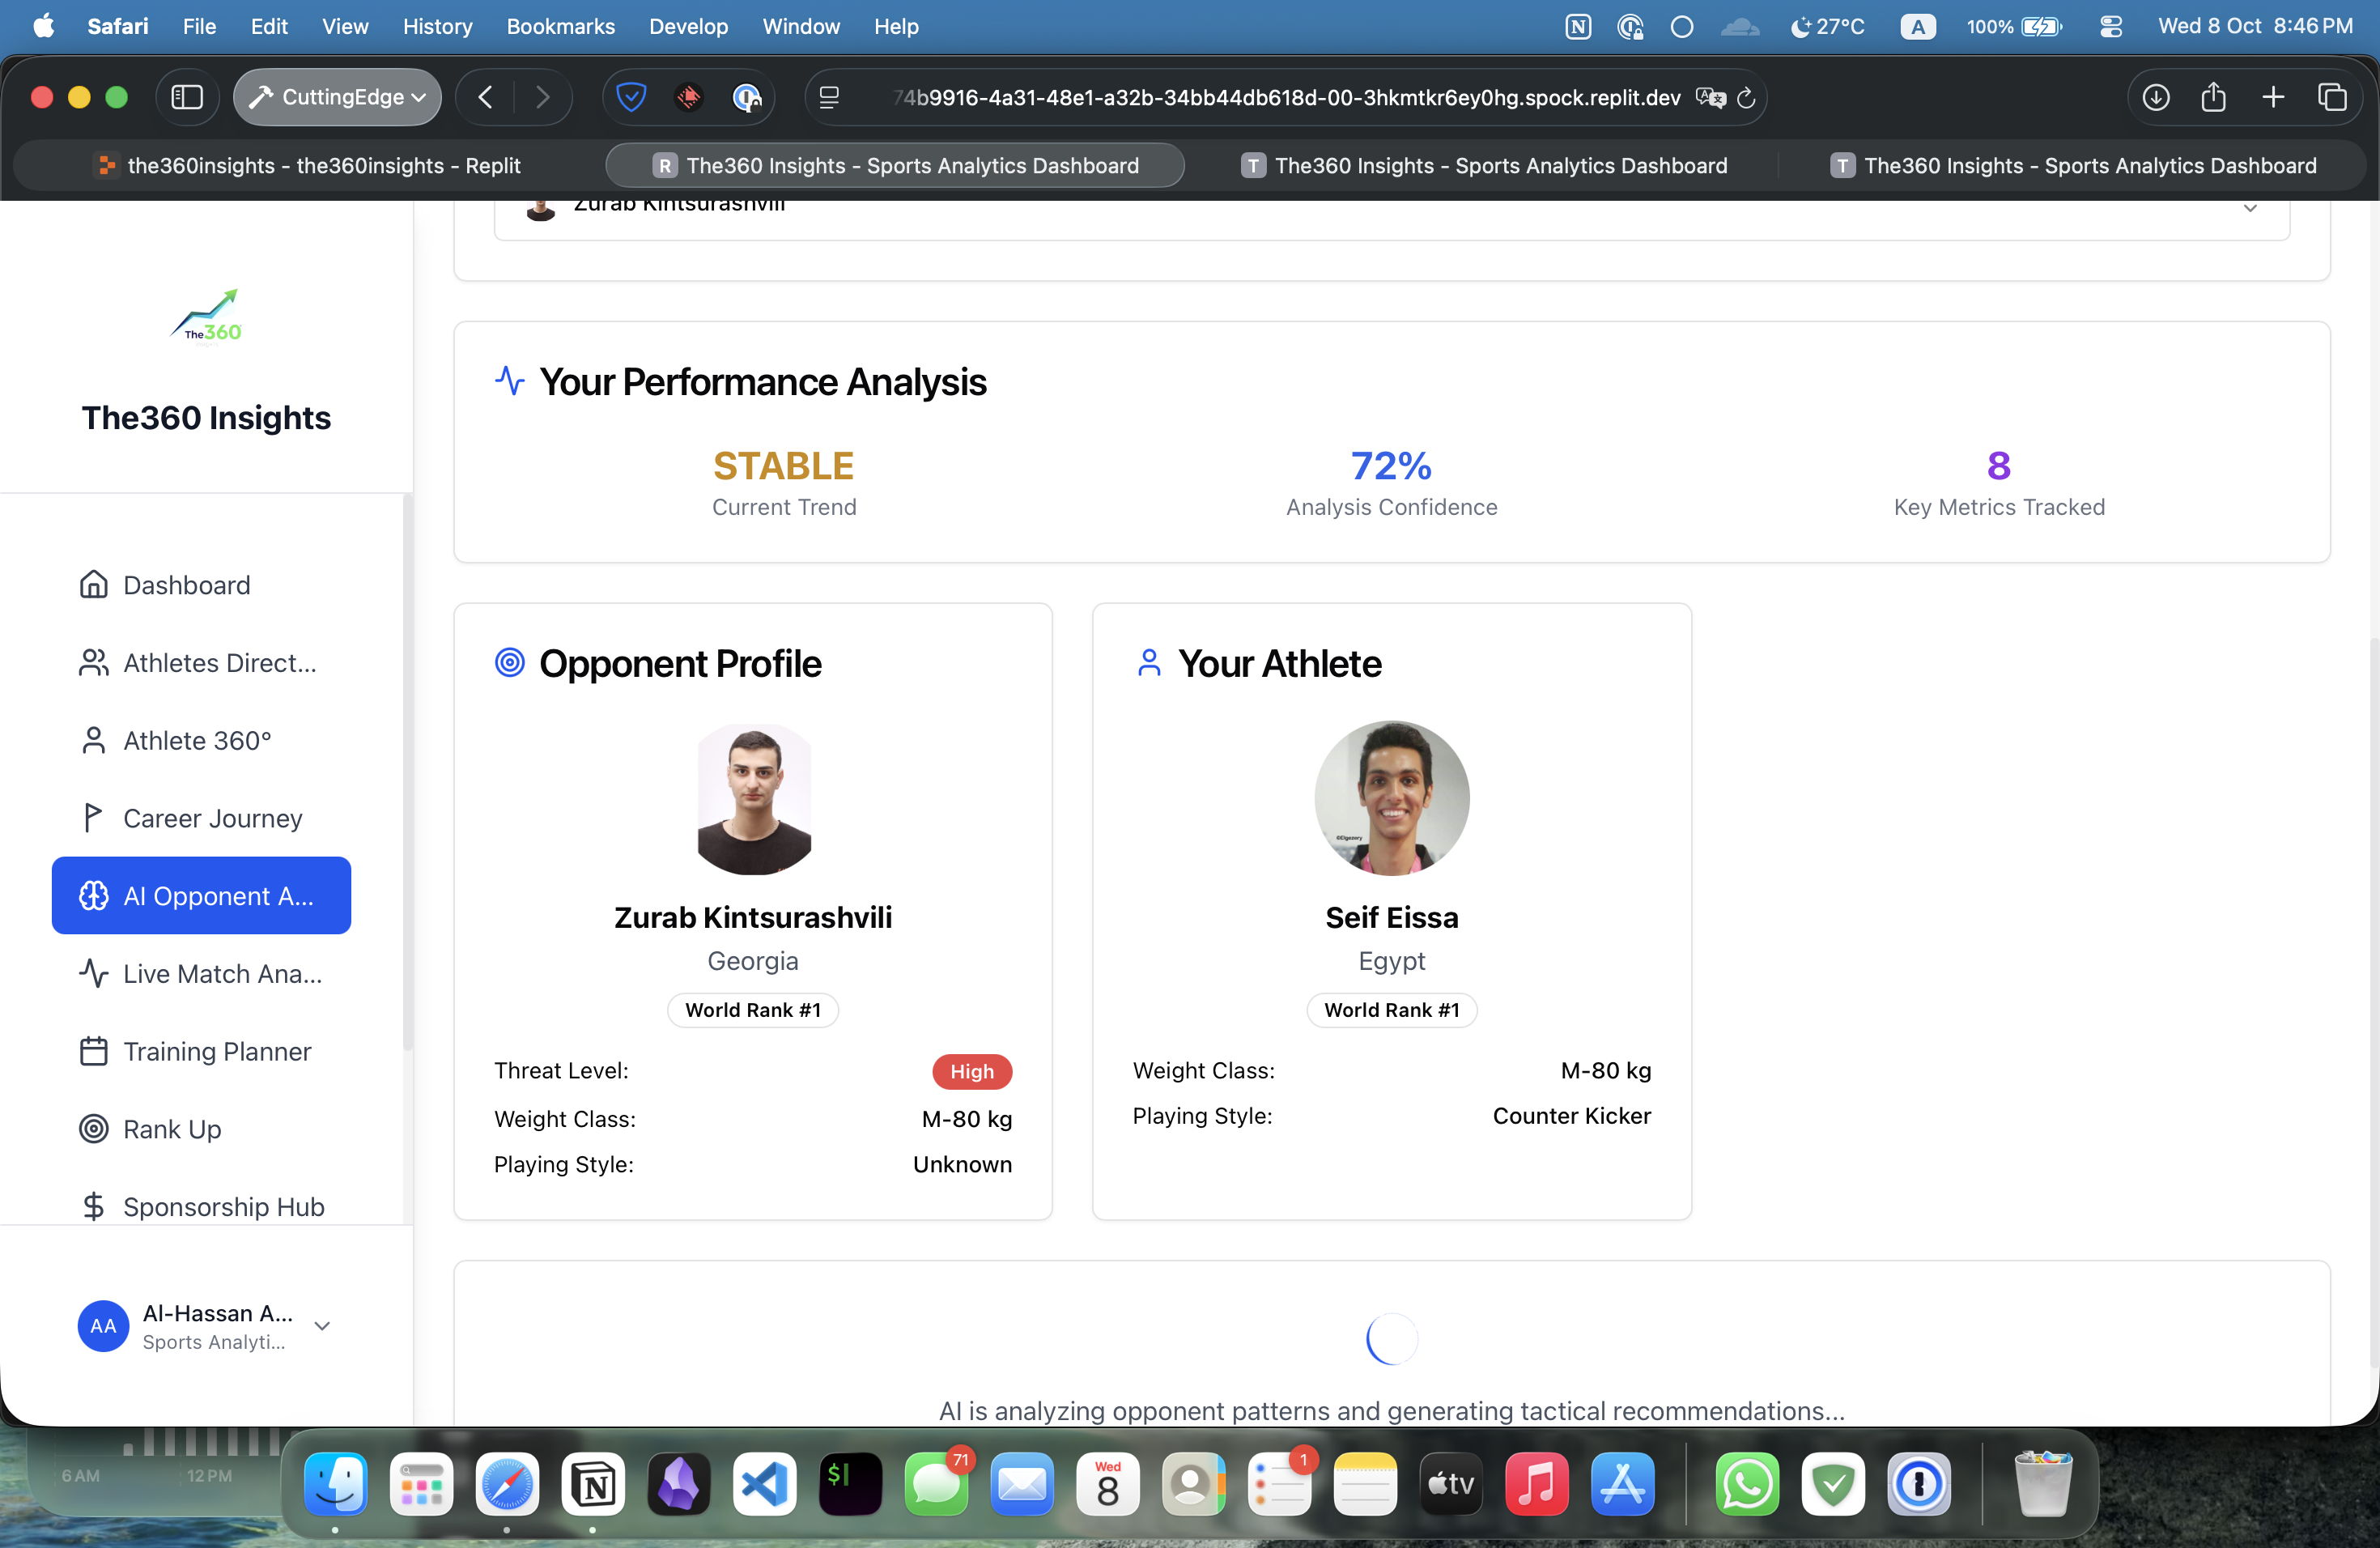 Safari File Edit View History Bookmarks Develop Window Help 27°C A 100% Wed 8 Oct 8:46 PM
CuttingEdge 74b9916-4a31-48e1-a32b-34bb44db618d-00-3hkmtkr6ey0hg.spock.replit.dev
the360insights - the360insights - Replit R The360 Insights - Sports Analytics Dashboard T The360 Insights - Sports Analytics Dashboard T The360 Insights - Sports Analytics Dashboard
The360
The360 Insights
Dashboard
Athletes Direct...
Athlete 360°
Career Journey
AI Opponent A...
Live Match Ana...
Training Planner
Rank Up
Sponsorship Hub
AA
Al-Hassan A...
Sports Analyti...
Zurab Kintsurashvili
Your Performance Analysis
STABLE
Current Trend
72%
Analysis Confidence
8
Key Metrics Tracked
Opponent Profile
Zurab Kintsurashvili
Georgia
World Rank #1
Threat Level: High
Weight Class: M-80 kg
Playing Style: Unknown
Your Athlete
©Elgezery
Seif Eissa
Egypt
World Rank #1
Weight Class: M-80 kg
Playing Style: Counter Kicker
AI is analyzing opponent patterns and generating tactical recommendations...
6 AM 12 PM
71
Wed
8
1
tv